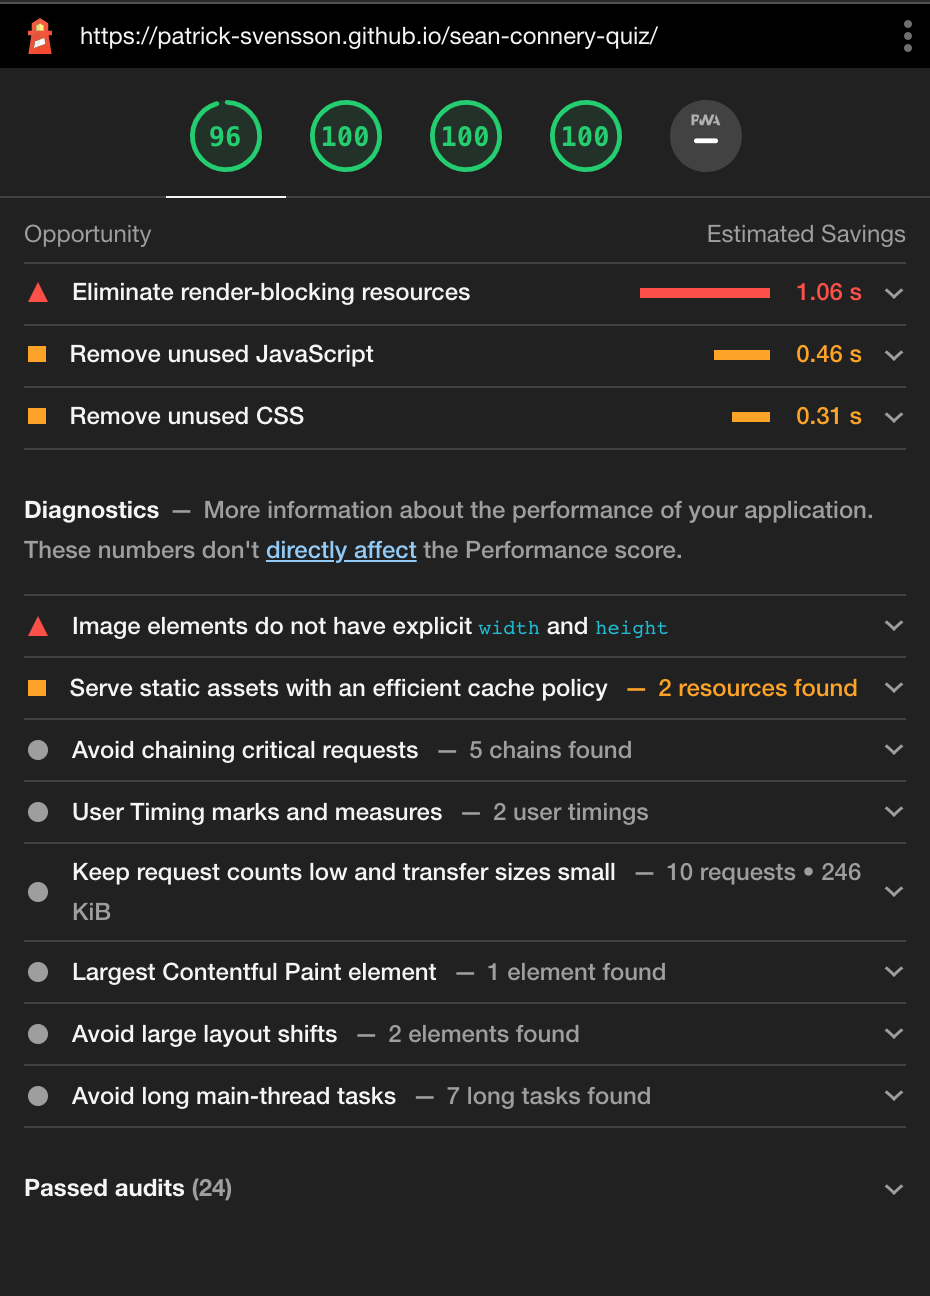 https://patrick-svensson.github.io/sean-connery-quiz/
96 100 100 100 PWA
Opportunity Estimated Savings
Eliminate render-blocking resources 1.06 s
Remove unused JavaScript 0.46 s
Remove unused CSS 0.31 s
Diagnostics — More information about the performance of your application.
These numbers don't directly affect the Performance score.
Image elements do not have explicit width and height
Serve static assets with an efficient cache policy — 2 resources found
Avoid chaining critical requests — 5 chains found
User Timing marks and measures — 2 user timings
Keep request counts low and transfer sizes small — 10 requests • 246
KiB
Largest Contentful Paint element — 1 element found
Avoid large layout shifts — 2 elements found
Avoid long main-thread tasks — 7 long tasks found
Passed audits (24)